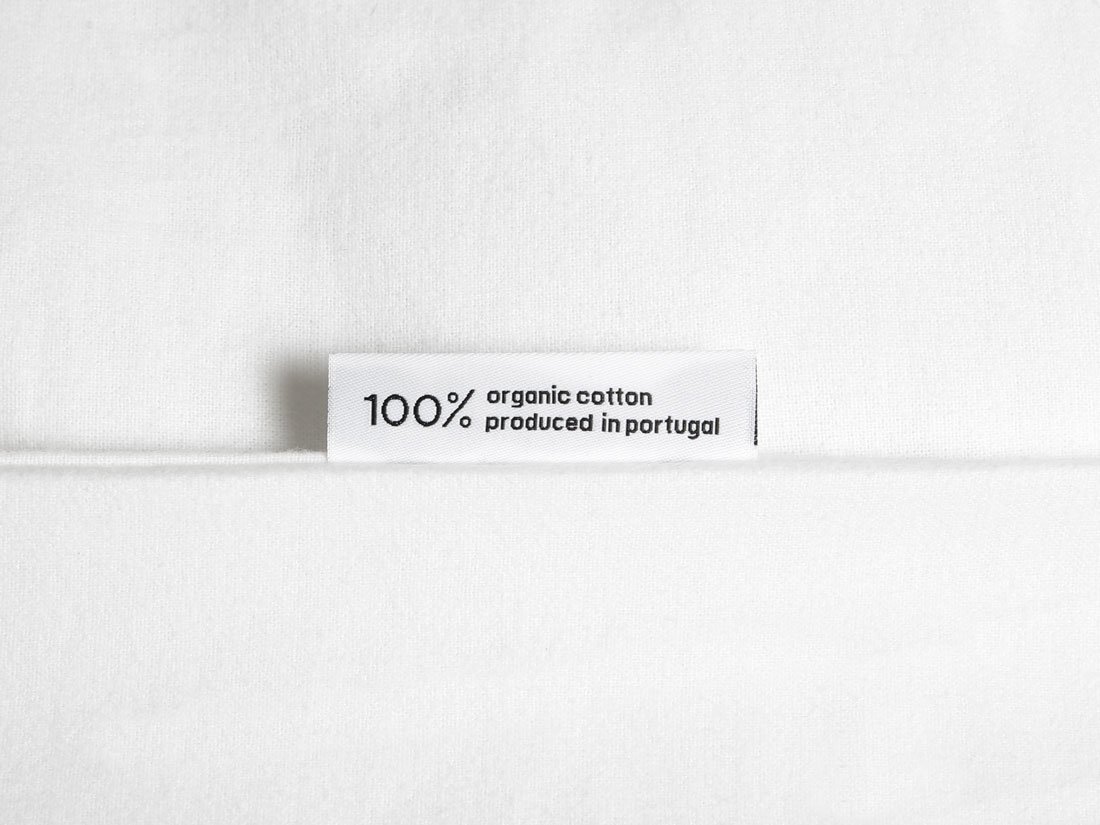 100% organic cotton
produced in portugal